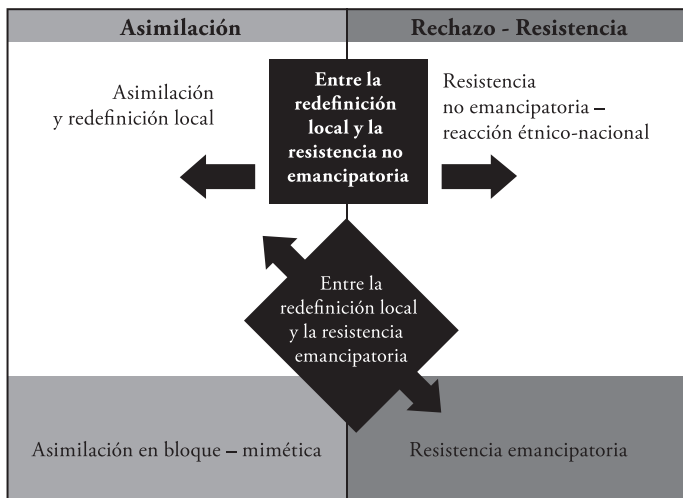 Asimilación
Rechazo - Resistencia
Asimilación
y redefinición local
Entre la
redefinición
local y la
resistencia no
emancipatoria
Resistencia
no emancipatoria –
reacción étnico-nacional
Entre la
redefinición local
y la resistencia
emancipatoria
Asimilación en bloque – mimética
Resistencia emancipatoria